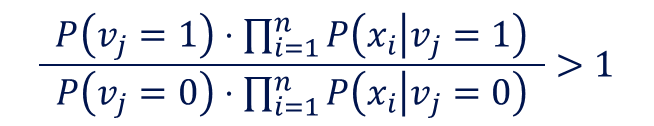 P(v_j = 1) · ∏_{i=1}^{n} P(x_i|v_j = 1)
P(v_j = 0) · ∏_{i=1}^{n} P(x_i|v_j = 0)
> 1